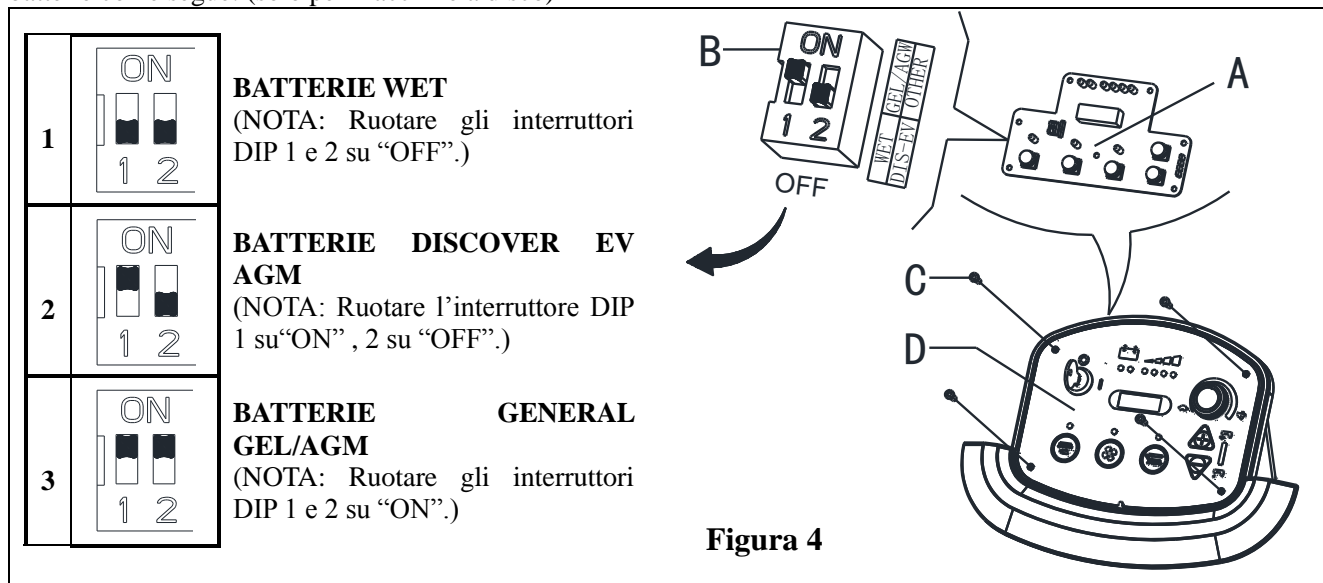 1
ON
1 2
BATTERIE WET
(NOTA: Ruotare gli interruttori
DIP 1 e 2 su “OFF”.)
2
ON
1 2
BATTERIE DISCOVER EV
AGM
(NOTA: Ruotare l’interruttore DIP
1 su“ON” , 2 su “OFF”.)
3
ON
1 2
BATTERIE GENERAL
GEL/AGM
(NOTA: Ruotare gli interruttori
DIP 1 e 2 su “ON”.)
B
ON
1 2
OFF
WET GEL/AGW
DIS-EV OTHER
A
C
D
Figura 4